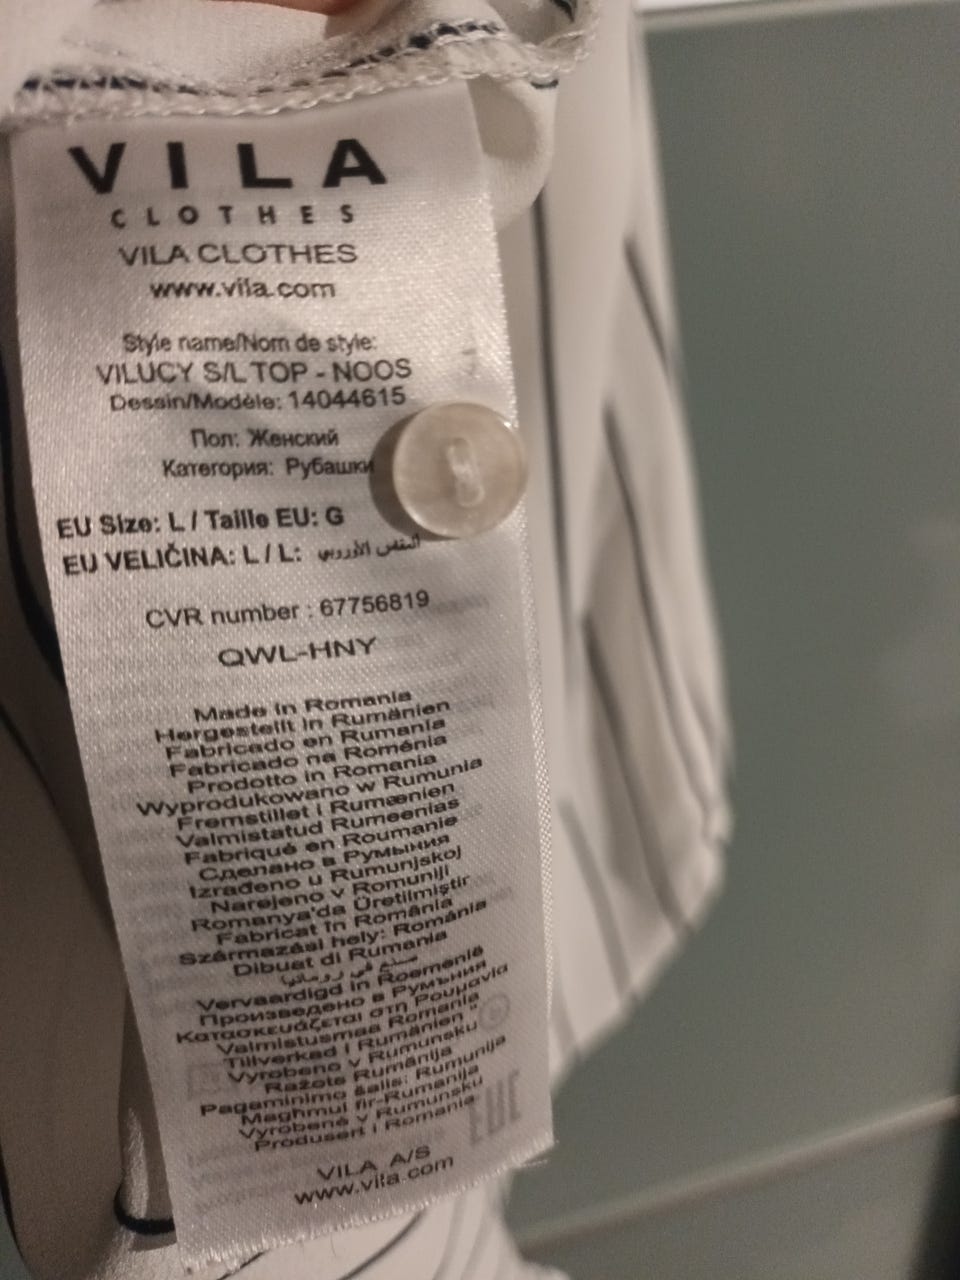 VILA
CLOTHES
VILA CLOTHES
www.vila.com
Style name/Nom de style:
VILUCY S/L TOP - NOOS
Dessin/Modèle: 14044615
Пол: Женский
Категория: Рубашки
EU Size: L / Taille EU: G
EU VELIČINA: L / L: المقاس الأوروبي
CVR number : 67756819
QWL-HNY
Made in Romania
Hergestellt in Rumänien
Fabricado en Rumania
Fabricado na Roménia
Prodotto in Romania
Wyprodukowano w Rumunia
Fremstillet i Rumænien
Valmistatud Rumeenias
Fabriqué en Roumanie
Сделано в Румыния
Izrađeno u Rumunjskoj
Narejeno v Romuniji
Romanya'da Üretilmiştir
Fabricat în România
Származási hely: Románia
Dibuat di Rumania
صنع في رومانيا
Vervaardigd in Roemenië
Произведено в Румъния
Κατασκευάζεται στη Ρουμανία
Valmistusmaa Romania
Tillverkad i Rumänien
Vyrobeno v Rumunsku
Ražots Rumānija
Pagaminimo šalis: Rumunija
Maghmul fir-Rumanija
Vyrobené v Rumunsku
Produsert i Romania
VILA A/S
www.vila.com